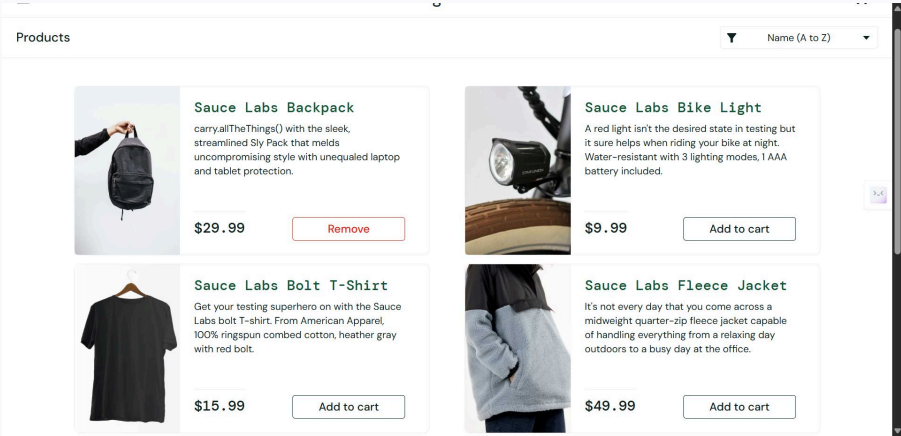 Products
Name (A to Z)
Sauce Labs Backpack
carry.allTheThings() with the sleek,
streamlined Sly Pack that melds
uncompromising style with unequaled laptop
and tablet protection.
$29.99
Remove
Sauce Labs Bike Light
A red light isn't the desired state in testing but
it sure helps when riding your bike at night.
Water-resistant with 3 lighting modes, 1 AAA
battery included.
$9.99
Add to cart
Sauce Labs Bolt T-Shirt
Get your testing superhero on with the Sauce
Labs bolt T-shirt. From American Apparel,
100% ringspun combed cotton, heather gray
with red bolt.
$15.99
Add to cart
Sauce Labs Fleece Jacket
It's not every day that you come across a
midweight quarter-zip fleece jacket capable
of handling everything from a relaxing day
outdoors to a busy day at the office.
$49.99
Add to cart